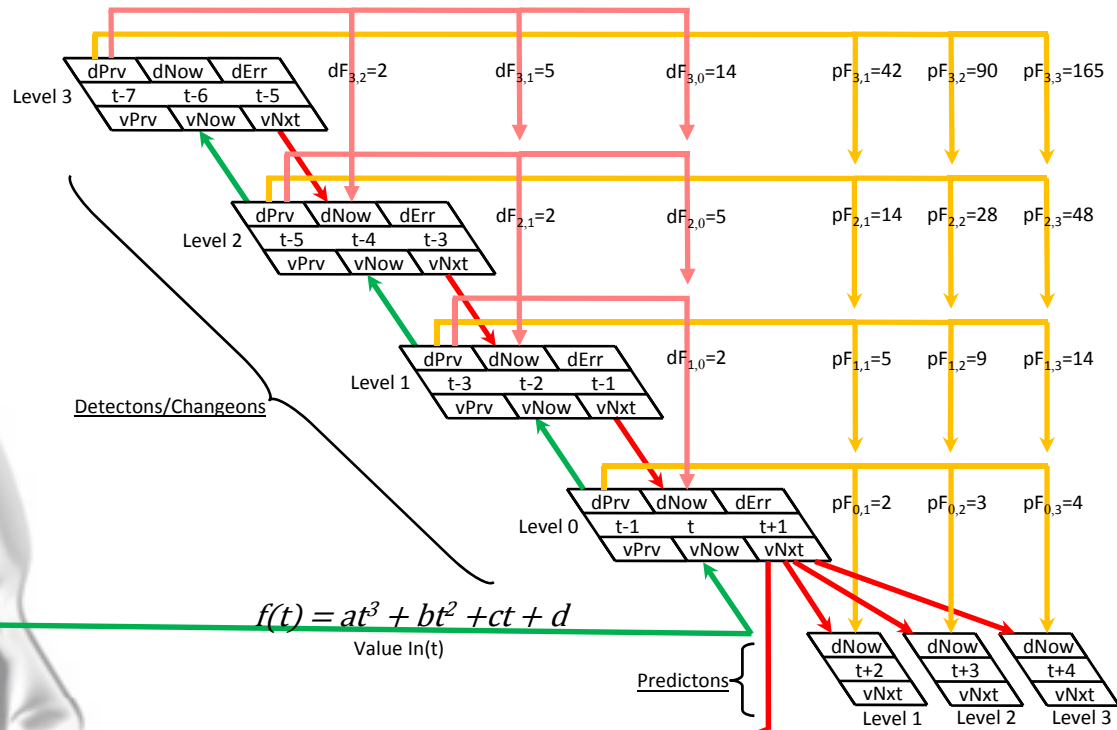 dPrv dNow dErr
dF3,2=2 dF3,1=5 dF3,0=14 pF3,1=42 pF3,2=90 pF3,3=165
Level 3 t-7 t-6 t-5
vPrv vNow vNxt
dPrv dNow dErr
dF2,1=2 dF2,0=5 pF2,1=14 pF2,2=28 pF2,3=48
Level 2 t-5 t-4 t-3
vPrv vNow vNxt
dPrv dNow dErr
dF1,0=2 pF1,1=5 pF1,2=9 pF1,3=14
Level 1 t-3 t-2 t-1
vPrv vNow vNxt
Detectons/Changeons
dPrv dNow dErr
pF0,1=2 pF0,2=3 pF0,3=4
Level 0 t-1 t t+1
vPrv vNow vNxt
f(t) = at³ + bt² +ct + d
Value In(t)
Predictons
dNow dNow dNow
t+2 t+3 t+4
vNxt vNxt vNxt
Level 1 Level 2 Level 3